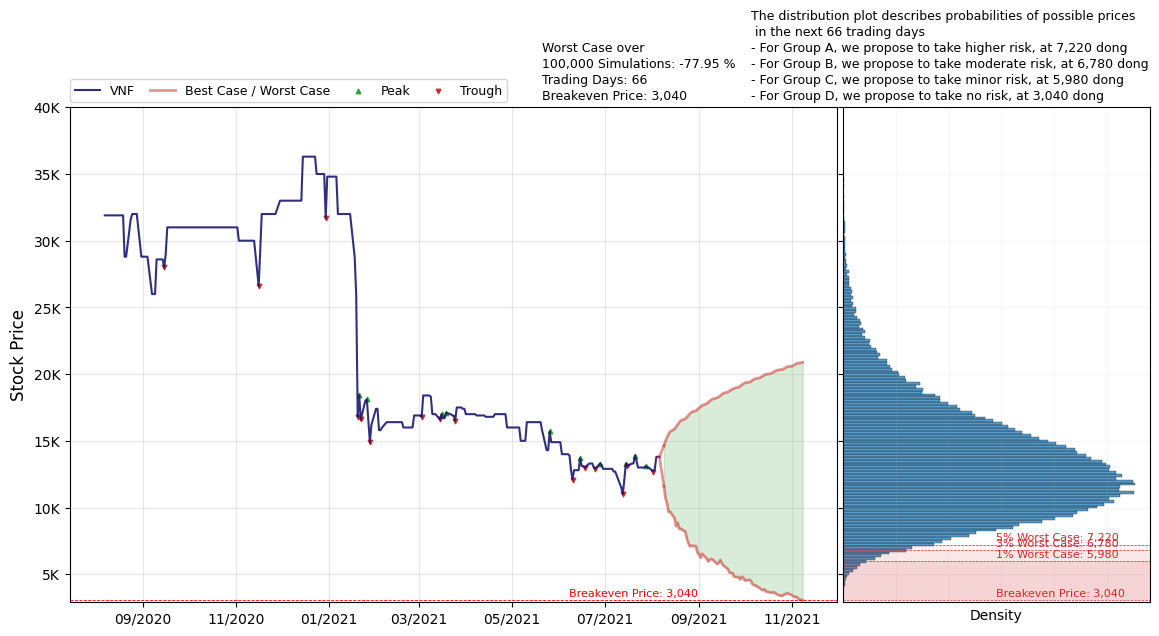 The distribution plot describes probabilities of possible prices
in the next 66 trading days
- For Group A, we propose to take higher risk, at 7,220 dong
- For Group B, we propose to take moderate risk, at 6,780 dong
- For Group C, we propose to take minor risk, at 5,980 dong
- For Group D, we propose to take no risk, at 3,040 dong
Worst Case over
100,000 Simulations: -77.95 %
Trading Days: 66
Breakeven Price: 3,040
VNF
Best Case / Worst Case
Peak
Trough
Stock Price
40K
35K
30K
25K
20K
15K
10K
5K
09/2020
11/2020
01/2021
03/2021
05/2021
07/2021
09/2021
11/2021
Breakeven Price: 3,040
5% Worst Case: 7,220
3% Worst Case: 6,780
1% Worst Case: 5,980
Breakeven Price: 3,040
Density